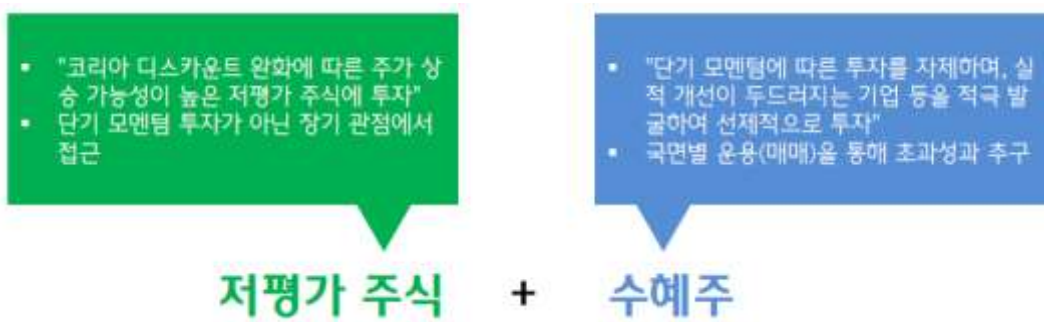 ▪ "코리아 디스카운트 완화에 따른 주가 상
승 가능성이 높은 저평가 주식에 투자"
▪ 단기 모멘텀 투자가 아닌 장기 관점에서
접근
▪ "단기 모멘텀에 따른 투자를 자제하며, 실
적 개선이 두드러지는 기업 등을 적극 발
굴하여 선제적으로 투자"
▪ 국면별 운용(매매)을 통해 초과성과 추구
저평가 주식 + 수혜주